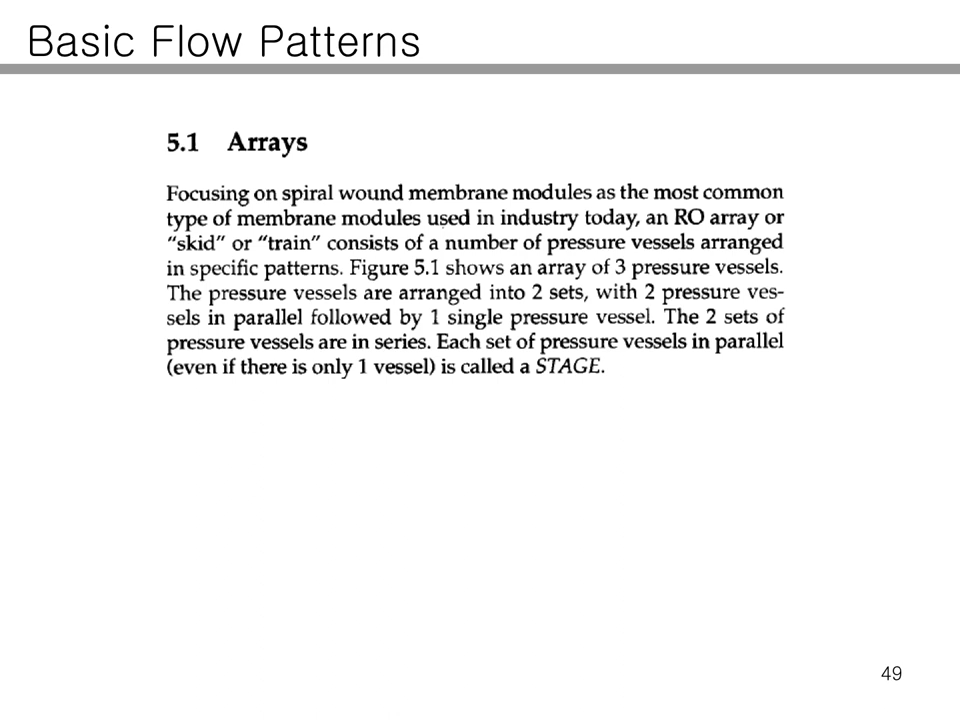 Basic Flow Patterns
5.1 Arrays
Focusing on spiral wound membrane modules as the most common
type of membrane modules used in industry today, an RO array or
“skid” or “train” consists of a number of pressure vessels arranged
in specific patterns. Figure 5.1 shows an array of 3 pressure vessels.
The pressure vessels are arranged into 2 sets, with 2 pressure ves-
sels in parallel followed by 1 single pressure vessel. The 2 sets of
pressure vessels are in series. Each set of pressure vessels in parallel
(even if there is only 1 vessel) is called a STAGE.
49